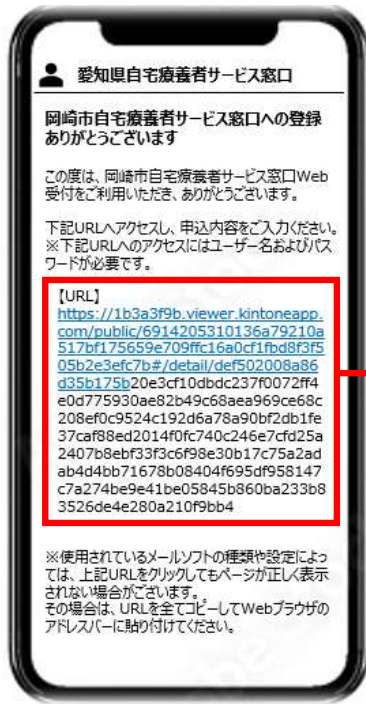 愛知県自宅療養者サービス窓口
岡崎市自宅療養者サービス窓口への登録
ありがとうございます
この度は、岡崎市自宅療養者サービス窓口Web
受付をご利用いただき、ありがとうございます。
下記URLへアクセスし、申込内容をご入力ください。
※下記URLへのアクセスにはユーザー名およびパス
ワードが必要です。
【URL】
https://1b3a3f9b.viewer.kintoneapp.
com/public/6914205310136a79210a
517bf175659e709ffc16a0cf1fbd8f3f5
05b2e3efc7b#/detail/def502008a86
d35b175b20e3cf10dbdc237f0072ff4
e0d775930ae82b49c68aea969ce68c
208ef0c9524c192d6a78a90bf2db1fe
37caf88ed2014f0fc740c246e7cfd25a
2407b8ebf33f3c6f98e30b17c75a2ad
ab4d4bb71678b08404f695df958147
c7a274be9e41be05845b860ba233b8
3526de4e280a210f9bb4
※使用されているメールソフトの種類や設定によっ
ては、上記URLをクリックしてもページが正しく表示
されない場合がございます。
その場合は、URLを全てコピーしてWebブラウザの
アドレスバーに貼り付けてください。